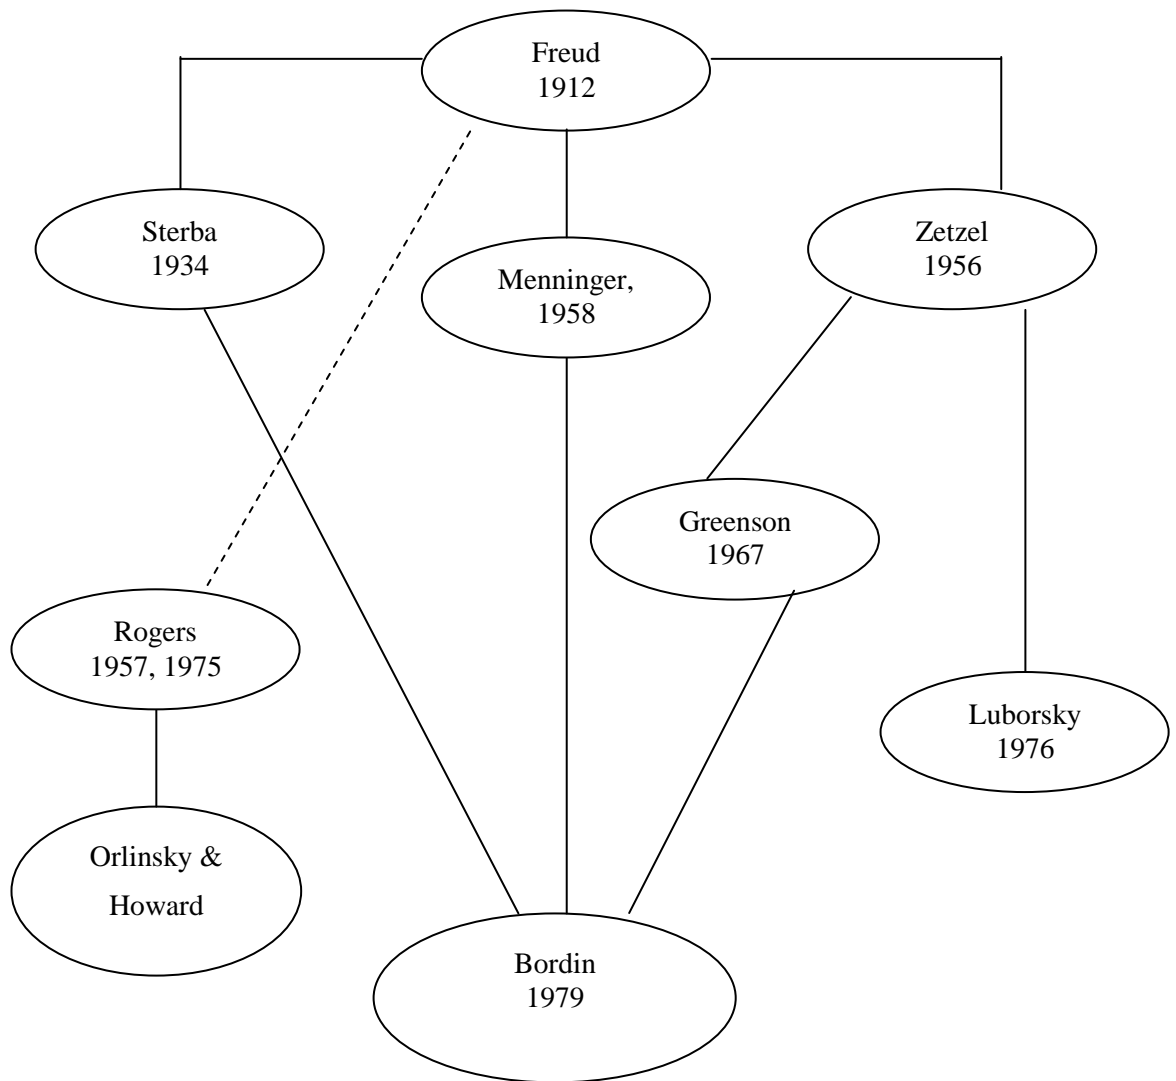 Freud
1912
Sterba
1934
Zetzel
1956
Menninger,
1958
Greenson
1967
Rogers
1957, 1975
Luborsky
1976
Orlinsky &
Howard
Bordin
1979